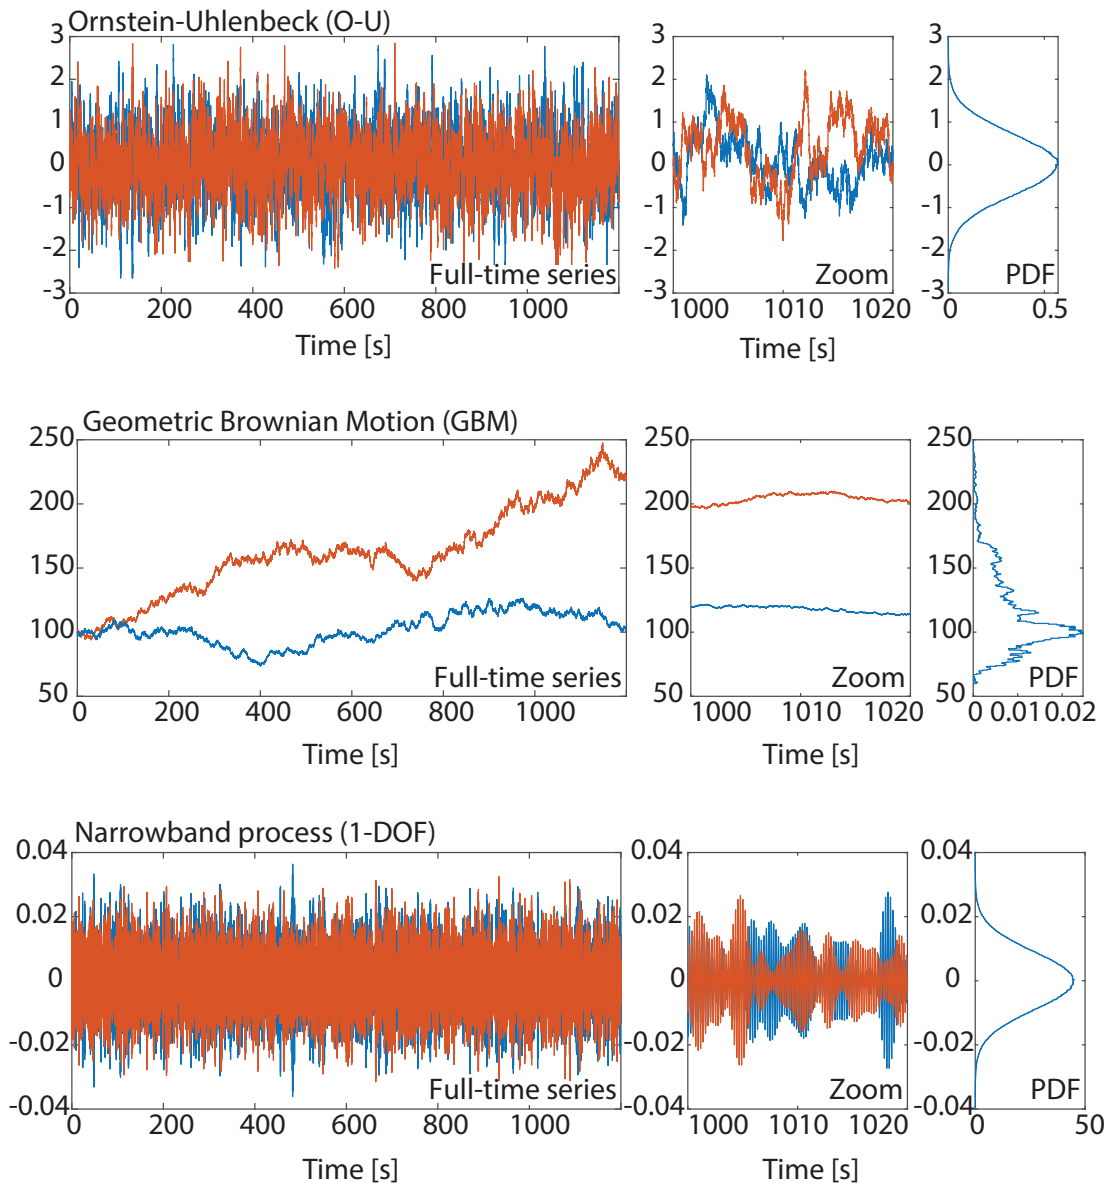 Ornstein-Uhlenbeck (O-U)
3
2
1
0
-1
-2
-3
Full-time series
0 200 400 600 800 1000
Time [s]
3
2
1
0
-1
-2
-3
Zoom
1000 1010 1020
Time [s]
3
2
1
0
-1
-2
-3
PDF
0 0.5
Geometric Brownian Motion (GBM)
250
200
150
100
50
Full-time series
0 200 400 600 800 1000
Time [s]
250
200
150
100
50
Zoom
1000 1010 1020
Time [s]
250
200
150
100
50
PDF
0 0.01 0.02
Narrowband process (1-DOF)
0.04
0.02
0
-0.02
-0.04
Full-time series
0 200 400 600 800 1000
Time [s]
0.04
0.02
0
-0.02
-0.04
Zoom
1000 1010 1020
Time [s]
0.04
0.02
0
-0.02
-0.04
PDF
0 50